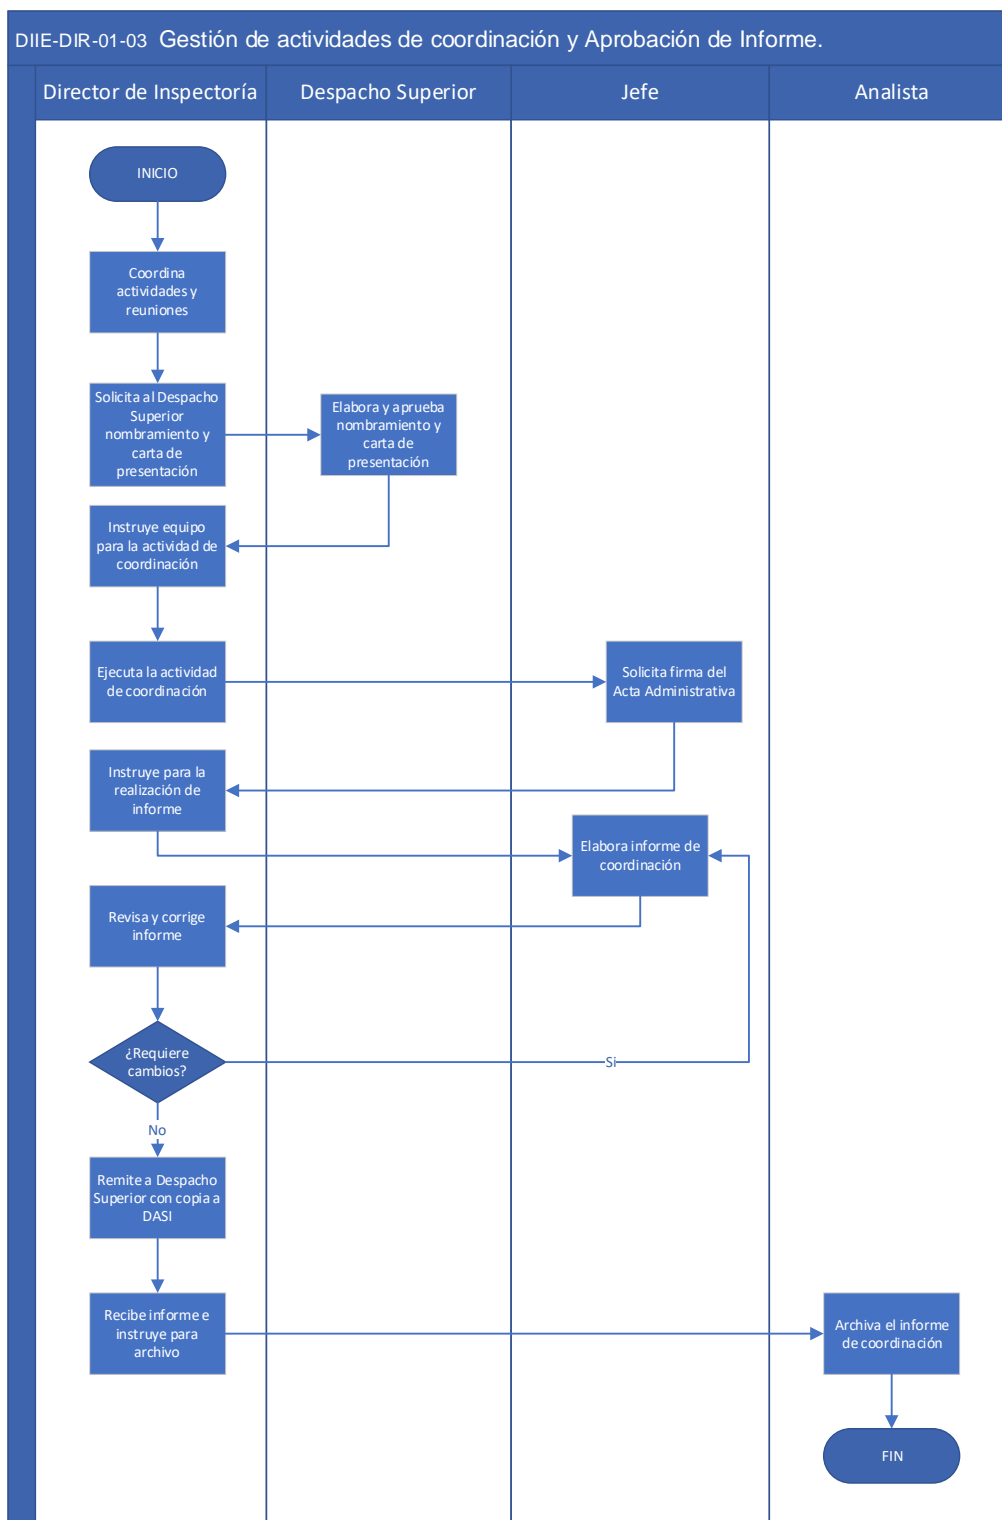 DIIE-DIR-01-03 Gestión de actividades de coordinación y Aprobación de Informe.
Director de Inspectoría
Despacho Superior
Jefe
Analista
INICIO
Coordina
actividades y
reuniones
Solicita al Despacho
Superior
nombramiento y
carta de
presentación
Elabora y aprueba
nombramiento y
carta de
presentación
Instruye equipo
para la actividad de
coordinación
Ejecuta la actividad
de coordinación
Solicita firma del
Acta Administrativa
Instruye para la
realización de
informe
Elabora informe de
coordinación
Revisa y corrige
informe
¿Requiere
cambios?
Si
No
Remite a Despacho
Superior con copia a
DASI
Recibe informe e
instruye para
archivo
Archiva el informe
de coordinación
FIN